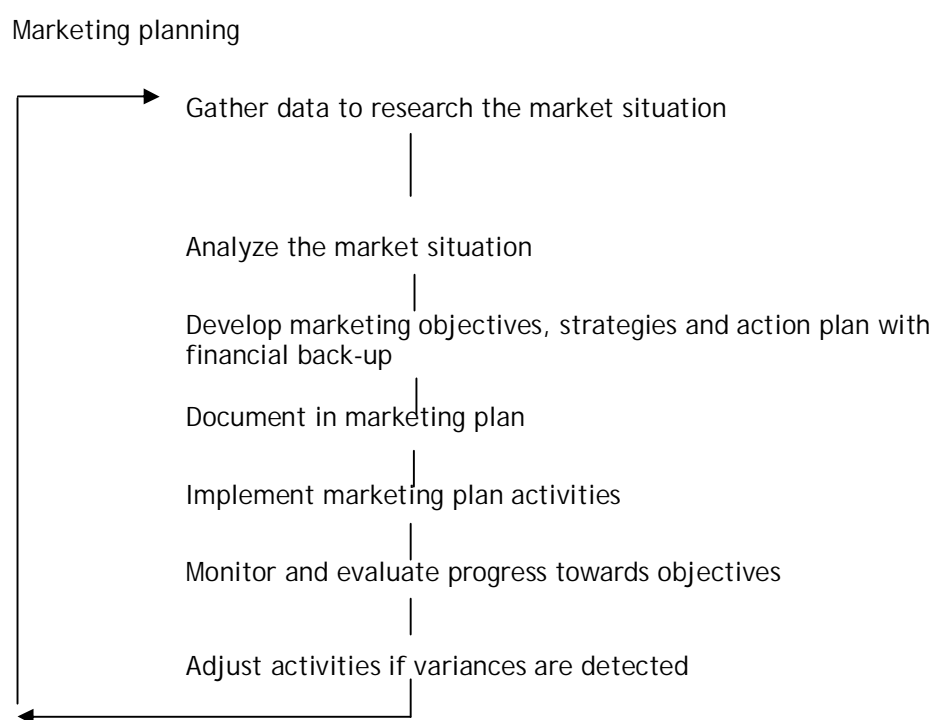 Marketing planning
Gather data to research the market situation
Analyze the market situation
Develop marketing objectives, strategies and action plan with
financial back-up
Document in marketing plan
Implement marketing plan activities
Monitor and evaluate progress towards objectives
Adjust activities if variances are detected